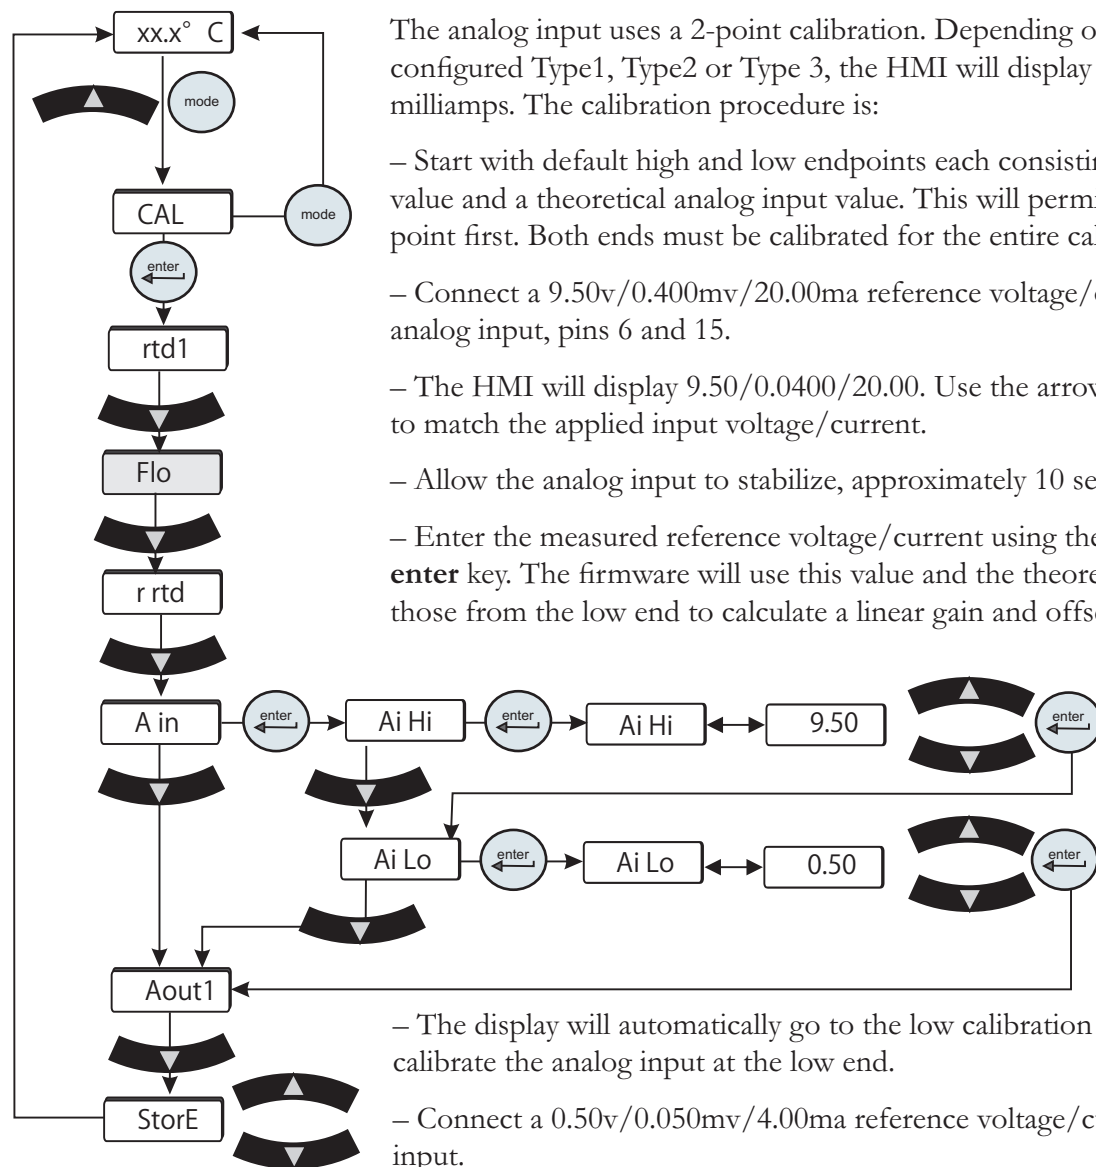 xx.x° C
mode
CAL
mode
enter
rtd1
Flo
r rtd
A in
enter
Ai Hi
enter
Ai Hi
9.50
enter
Ai Lo
enter
Ai Lo
0.50
enter
Aout1
StorE
The analog input uses a 2-point calibration. Depending o
configured Type1, Type2 or Type 3, the HMI will display
milliamps. The calibration procedure is:
– Start with default high and low endpoints each consistin
value and a theoretical analog input value. This will permi
point first. Both ends must be calibrated for the entire cal
– Connect a 9.50v/0.400mv/20.00ma reference voltage/c
analog input, pins 6 and 15.
– The HMI will display 9.50/0.0400/20.00. Use the arrow
to match the applied input voltage/current.
– Allow the analog input to stabilize, approximately 10 se
– Enter the measured reference voltage/current using the
enter key. The firmware will use this value and the theore
those from the low end to calculate a linear gain and offse
– The display will automatically go to the low calibration
calibrate the analog input at the low end.
– Connect a 0.50v/0.050mv/4.00ma reference voltage/cu
input.